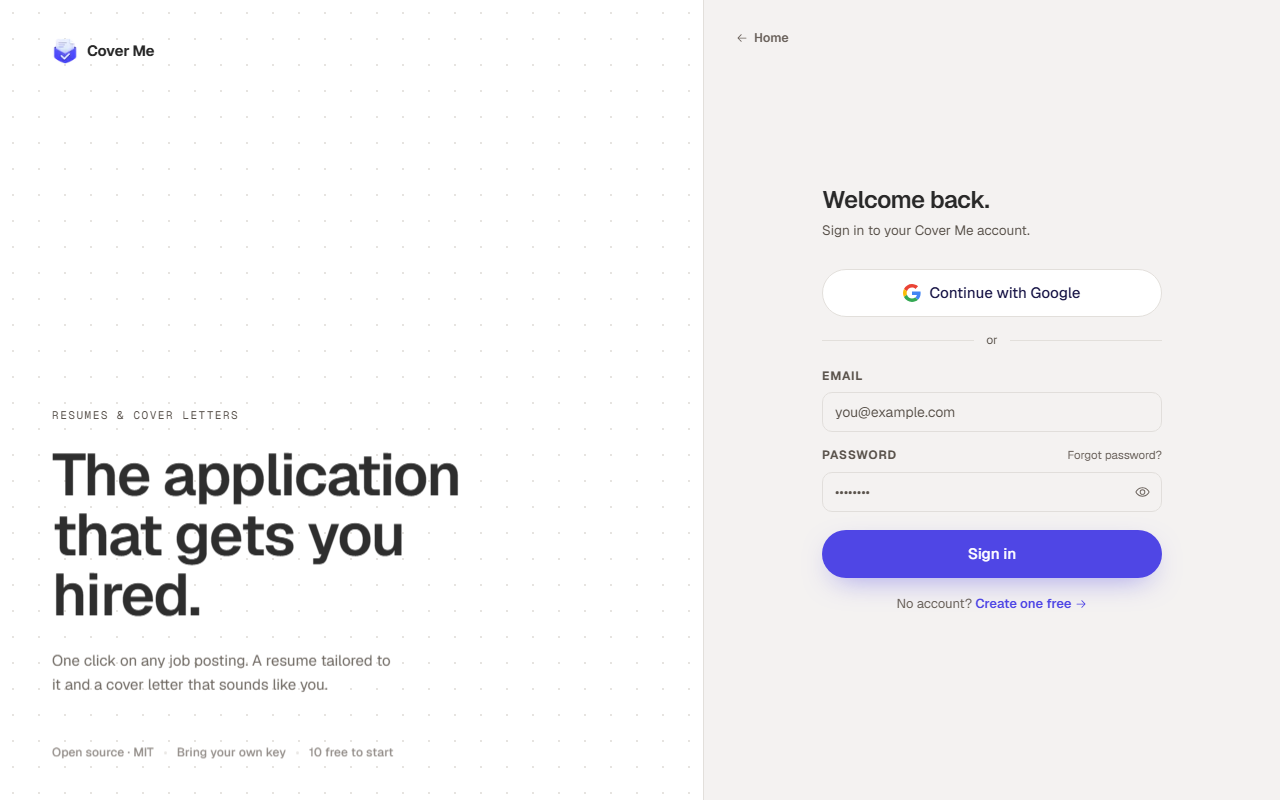 Cover Me
RESUMES & COVER LETTERS
The application
that gets you
hired.
One click on any job posting. A resume tailored to
it and a cover letter that sounds like you.
Open source · MIT · Bring your own key · 10 free to start
← Home
Welcome back.
Sign in to your Cover Me account.
Continue with Google
or
EMAIL
you@example.com
PASSWORD Forgot password?
••••••••
Sign in
No account? Create one free →